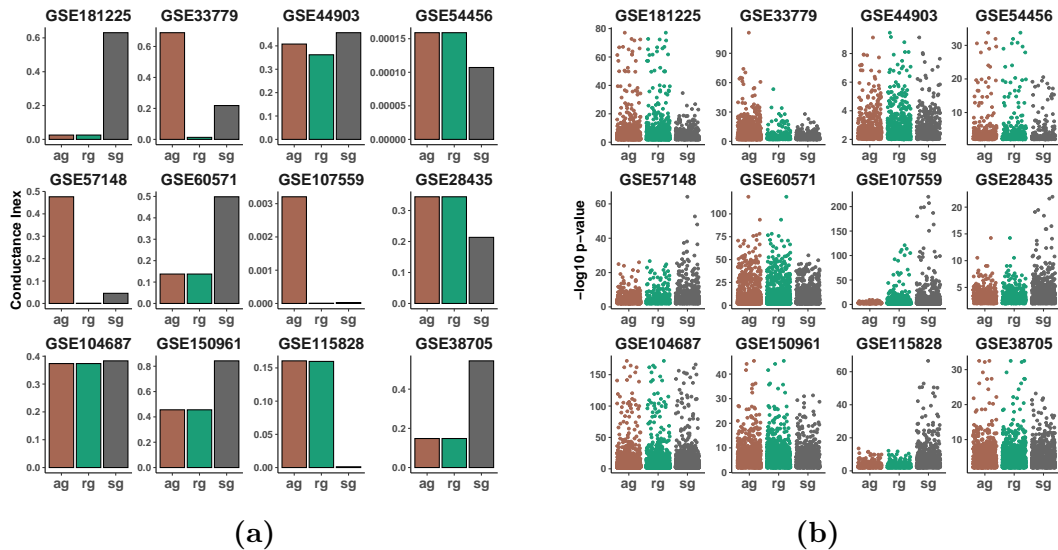 GSE181225
0.6
0.4
0.2
0.0
ag rg sg
GSE33779
0.6
0.4
0.2
0.0
ag rg sg
GSE44903
0.4
0.3
0.2
0.1
0.0
ag rg sg
GSE54456
0.00015
0.00010
0.00005
0.00000
ag rg sg
Conductance Inex
GSE57148
0.5
0.4
0.3
0.2
0.1
0.0
ag rg sg
GSE60571
0.5
0.4
0.3
0.2
0.1
0.0
ag rg sg
GSE107559
0.003
0.002
0.001
0.000
ag rg sg
GSE28435
0.3
0.2
0.1
0.0
ag rg sg
GSE104687
0.4
0.3
0.2
0.1
0.0
ag rg sg
GSE150961
0.8
0.6
0.4
0.2
0.0
ag rg sg
GSE115828
0.15
0.10
0.05
0.00
ag rg sg
GSE38705
0.4
0.2
0.0
ag rg sg
(a)
GSE181225
80
60
40
20
0
ag rg sg
GSE33779
90
60
30
0
ag rg sg
GSE44903
8
6
4
2
ag rg sg
GSE54456
30
20
10
ag rg sg
-log10 p-value
GSE57148
60
40
20
0
ag rg sg
GSE60571
125
100
75
50
25
0
ag rg sg
GSE107559
200
150
100
50
0
ag rg sg
GSE28435
20
15
10
5
ag rg sg
GSE104687
150
100
50
0
ag rg sg
GSE150961
50
40
30
20
10
0
ag rg sg
GSE115828
60
40
20
0
ag rg sg
GSE38705
30
20
10
ag rg sg
(b)